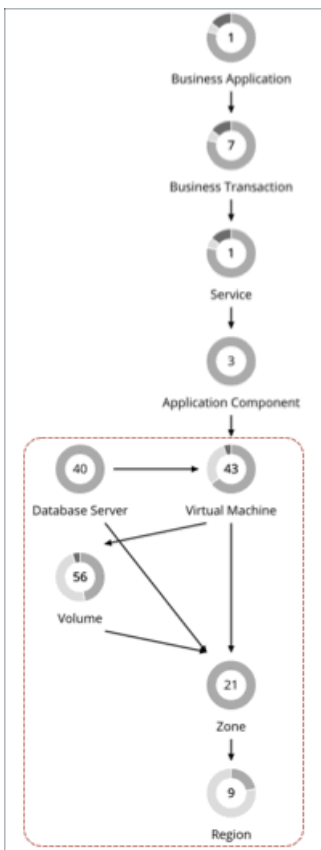 1
Business Application
7
Business Transaction
1
Service
3
Application Component
40
43
Database Server
Virtual Machine
56
Volume
21
Zone
9
Region